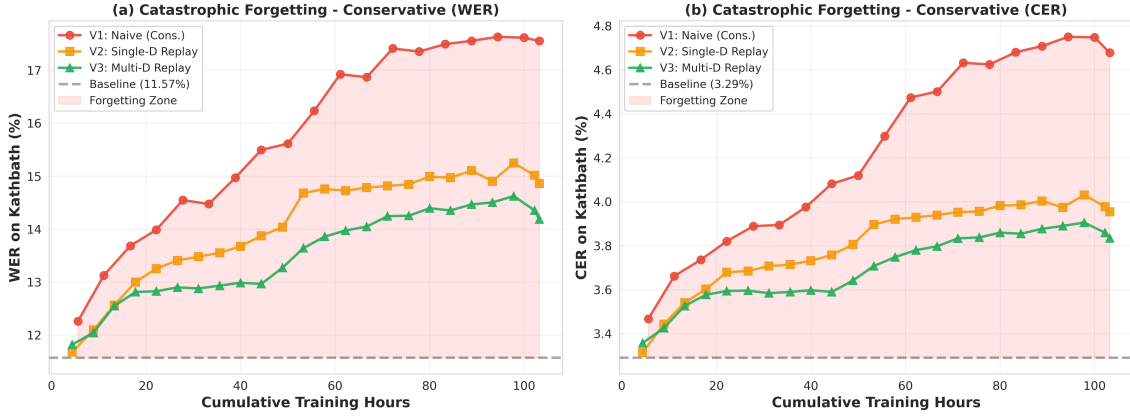 (a) Catastrophic Forgetting - Conservative (WER)
V1: Naive (Cons.)
V2: Single-D Replay
V3: Multi-D Replay
Baseline (11.57%)
Forgetting Zone
WER on Kathbath (%)
17
16
15
14
13
12
0 20 40 60 80 100
Cumulative Training Hours
(b) Catastrophic Forgetting - Conservative (CER)
V1: Naive (Cons.)
V2: Single-D Replay
V3: Multi-D Replay
Baseline (3.29%)
Forgetting Zone
CER on Kathbath (%)
4.8
4.6
4.4
4.2
4.0
3.8
3.6
3.4
0 20 40 60 80 100
Cumulative Training Hours